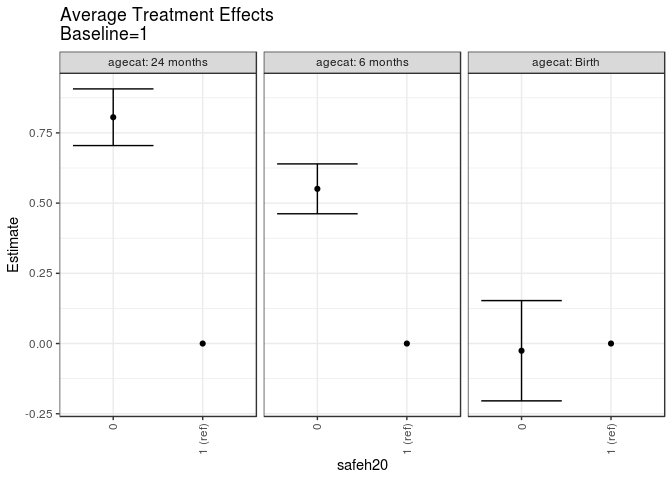 Average Treatment Effects
Baseline=1
agecat: 24 months
agecat: 6 months
agecat: Birth
0.75
0.50
0.25
0.00
-0.25
Estimate
0
1 (ref)
0
1 (ref)
0
1 (ref)
safeh20